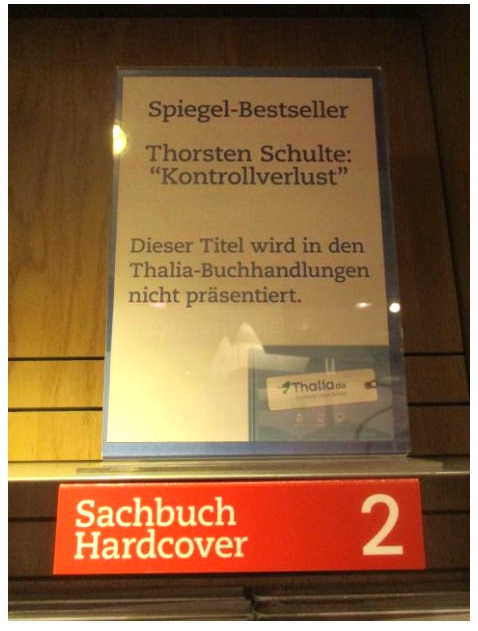 Spiegel-Bestseller
Thorsten Schulte:
“Kontrollverlust”
Dieser Titel wird in den
Thalia-Buchhandlungen
nicht präsentiert.
Thalia.de
Sachbuch
Hardcover
2